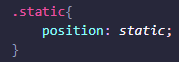 .static{
    position: static;
}